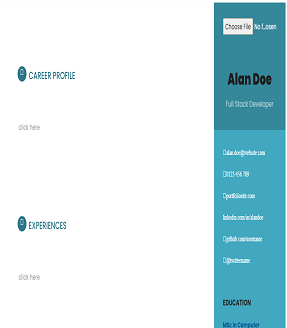 Choose File No f...osen
Alan Doe
Full Stack Developer
CAREER PROFILE
click here
alan.doe@website.com
0123 456 789
portfoliosite.com
linkedin.com/in/alandoe
github.com/username
@twittername
EXPERIENCES
click here
EDUCATION
MSc in Computer